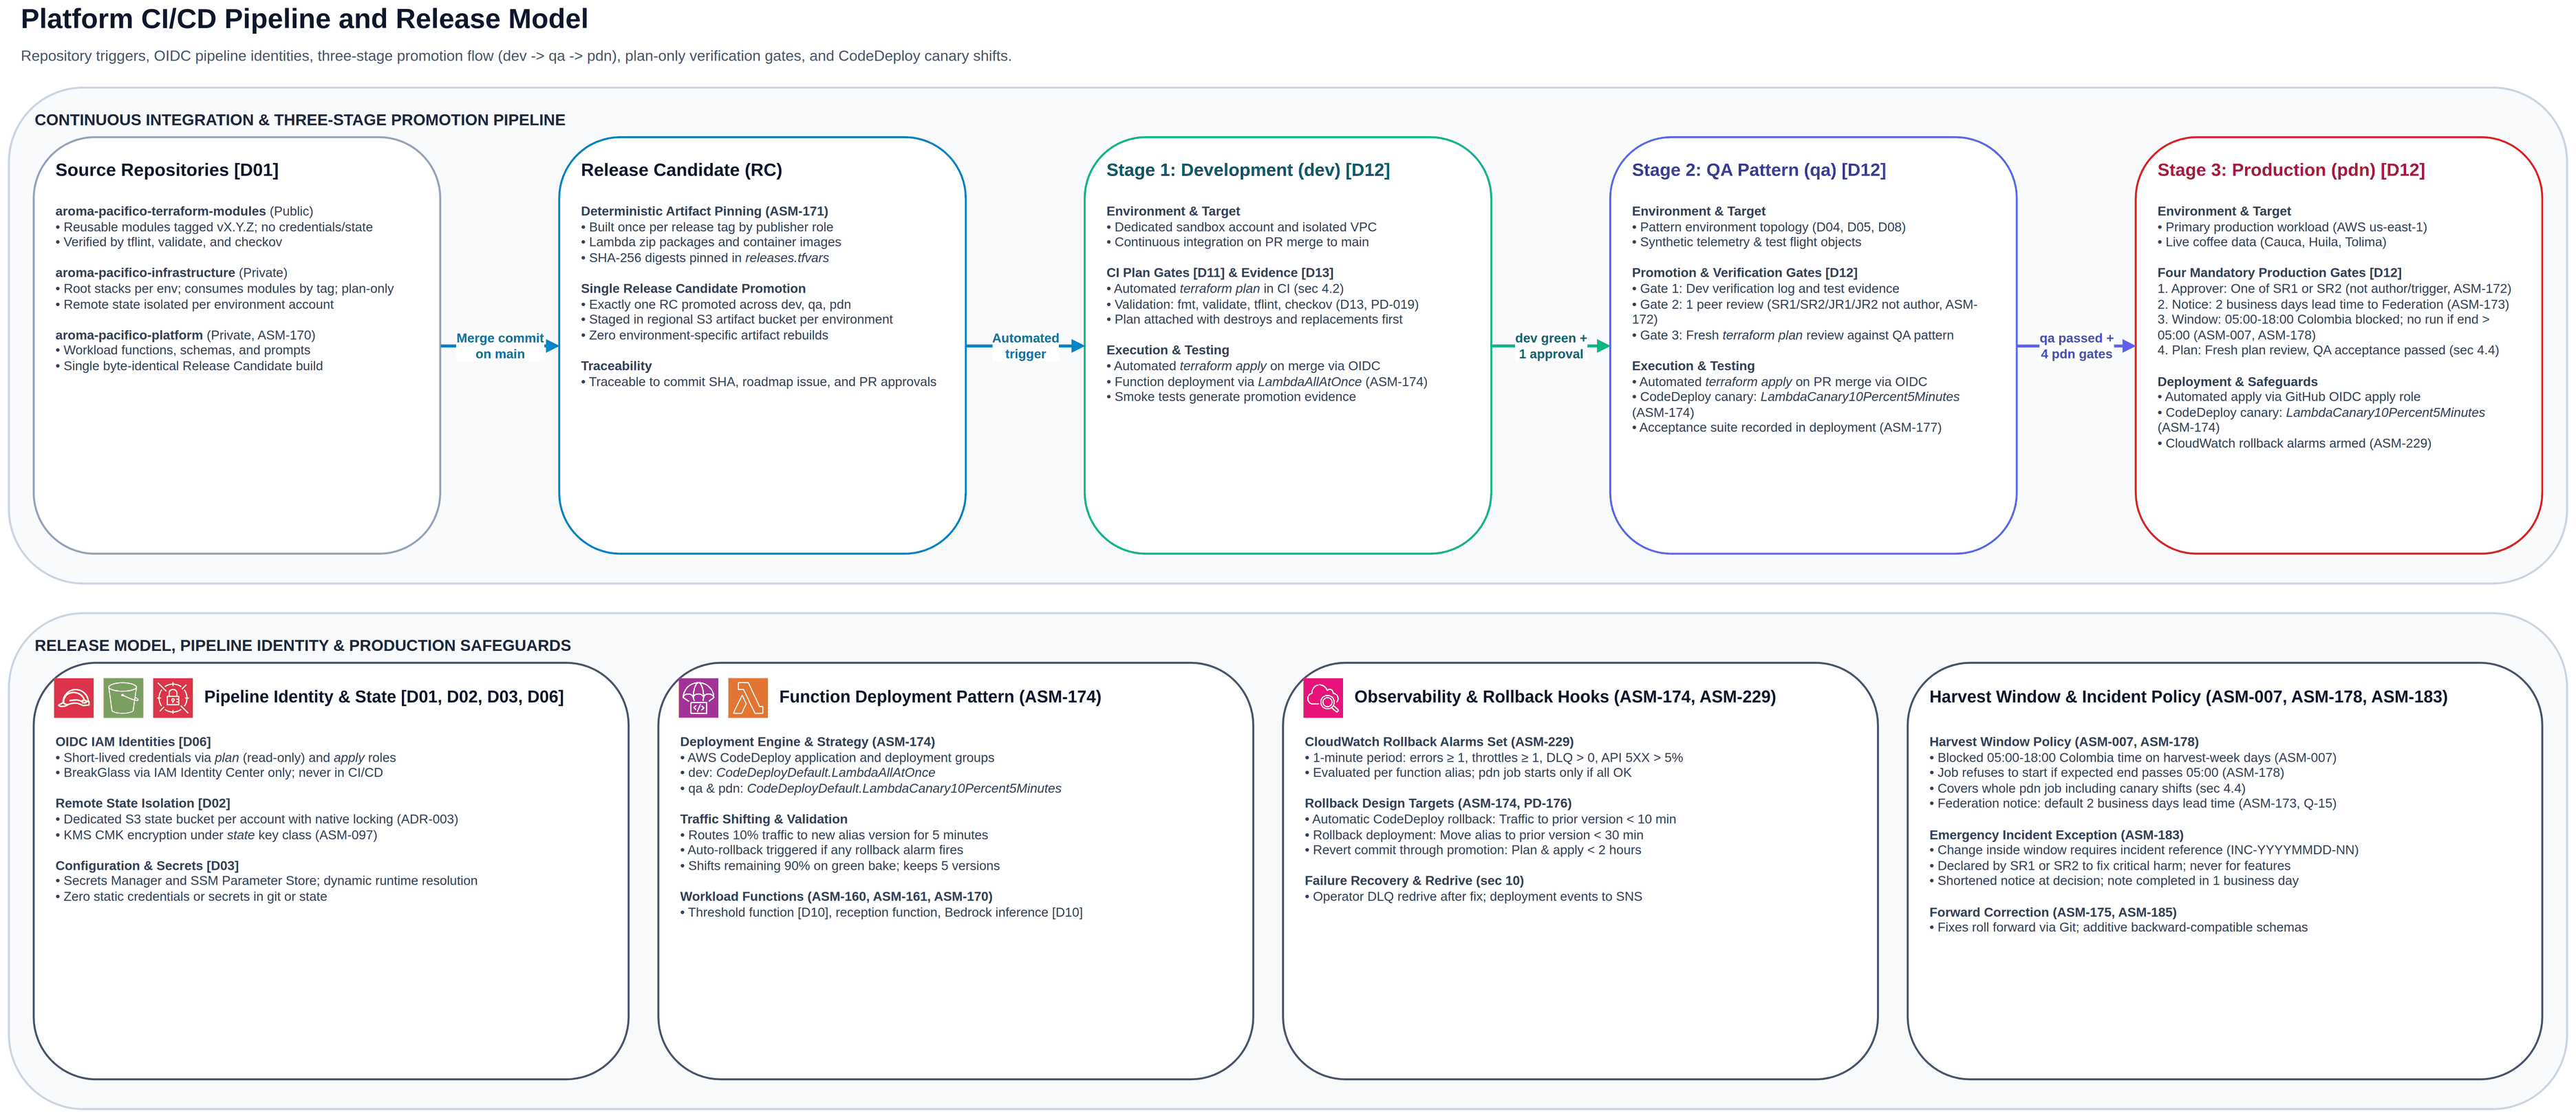 Platform CI/CD Pipeline and Release Model
Repository triggers, OIDC pipeline identities, three-stage promotion flow (dev -> qa -> pdn), plan-only verification gates, and CodeDeploy canary shifts.
CONTINUOUS INTEGRATION & THREE-STAGE PROMOTION PIPELINE
Source Repositories [D01]
aroma-pacifico-terraform-modules (Public)
• Reusable modules tagged vX.Y.Z; no credentials/state
• Verified by tflint, validate, and checkov
aroma-pacifico-infrastructure (Private)
• Root stacks per env; consumes modules by tag; plan-only
• Remote state isolated per environment account
aroma-pacifico-platform (Private, ASM-170)
• Workload functions, schemas, and prompts
• Single byte-identical Release Candidate build
Merge commit
on main
Release Candidate (RC)
Deterministic Artifact Pinning (ASM-171)
• Built once per release tag by publisher role
• Lambda zip packages and container images
• SHA-256 digests pinned in releases.tfvars
Single Release Candidate Promotion
• Exactly one RC promoted across dev, qa, pdn
• Staged in regional S3 artifact bucket per environment
• Zero environment-specific artifact rebuilds
Traceability
• Traceable to commit SHA, roadmap issue, and PR approvals
Automated
trigger
Stage 1: Development (dev) [D12]
Environment & Target
• Dedicated sandbox account and isolated VPC
• Continuous integration on PR merge to main
CI Plan Gates [D11] & Evidence [D13]
• Automated terraform plan in CI (sec 4.2)
• Validation: fmt, validate, tflint, checkov (D13, PD-019)
• Plan attached with destroys and replacements first
Execution & Testing
• Automated terraform apply on merge via OIDC
• Function deployment via LambdaAllAtOnce (ASM-174)
• Smoke tests generate promotion evidence
dev green +
1 approval
Stage 2: QA Pattern (qa) [D12]
Environment & Target
• Pattern environment topology (D04, D05, D08)
• Synthetic telemetry & test flight objects
Promotion & Verification Gates [D12]
• Gate 1: Dev verification log and test evidence
• Gate 2: 1 peer review (SR1/SR2/JR1/JR2 not author, ASM-
172)
• Gate 3: Fresh terraform plan review against QA pattern
Execution & Testing
• Automated terraform apply on PR merge via OIDC
• CodeDeploy canary: LambdaCanary10Percent5Minutes
(ASM-174)
• Acceptance suite recorded in deployment (ASM-177)
qa passed +
4 pdn gates
Stage 3: Production (pdn) [D12]
Environment & Target
• Primary production workload (AWS us-east-1)
• Live coffee data (Cauca, Huila, Tolima)
Four Mandatory Production Gates [D12]
1. Approver: One of SR1 or SR2 (not author/trigger, ASM-172)
2. Notice: 2 business days lead time to Federation (ASM-173)
3. Window: 05:00-18:00 Colombia blocked; no run if end >
05:00 (ASM-007, ASM-178)
4. Plan: Fresh plan review, QA acceptance passed (sec 4.4)
Deployment & Safeguards
• Automated apply via GitHub OIDC apply role
• CodeDeploy canary: LambdaCanary10Percent5Minutes
(ASM-174)
• CloudWatch rollback alarms armed (ASM-229)
RELEASE MODEL, PIPELINE IDENTITY & PRODUCTION SAFEGUARDS
Pipeline Identity & State [D01, D02, D03, D06]
OIDC IAM Identities [D06]
• Short-lived credentials via plan (read-only) and apply roles
• BreakGlass via IAM Identity Center only; never in CI/CD
Remote State Isolation [D02]
• Dedicated S3 state bucket per account with native locking (ADR-003)
• KMS CMK encryption under state key class (ASM-097)
Configuration & Secrets [D03]
• Secrets Manager and SSM Parameter Store; dynamic runtime resolution
• Zero static credentials or secrets in git or state
Function Deployment Pattern (ASM-174)
Deployment Engine & Strategy (ASM-174)
• AWS CodeDeploy application and deployment groups
• dev: CodeDeployDefault.LambdaAllAtOnce
• qa & pdn: CodeDeployDefault.LambdaCanary10Percent5Minutes
Traffic Shifting & Validation
• Routes 10% traffic to new alias version for 5 minutes
• Auto-rollback triggered if any rollback alarm fires
• Shifts remaining 90% on green bake; keeps 5 versions
Workload Functions (ASM-160, ASM-161, ASM-170)
• Threshold function [D10], reception function, Bedrock inference [D10]
Observability & Rollback Hooks (ASM-174, ASM-229)
CloudWatch Rollback Alarms Set (ASM-229)
• 1-minute period: errors ≥ 1, throttles ≥ 1, DLQ > 0, API 5XX > 5%
• Evaluated per function alias; pdn job starts only if all OK
Rollback Design Targets (ASM-174, PD-176)
• Automatic CodeDeploy rollback: Traffic to prior version < 10 min
• Rollback deployment: Move alias to prior version < 30 min
• Revert commit through promotion: Plan & apply < 2 hours
Failure Recovery & Redrive (sec 10)
• Operator DLQ redrive after fix; deployment events to SNS
Harvest Window & Incident Policy (ASM-007, ASM-178, ASM-183)
Harvest Window Policy (ASM-007, ASM-178)
• Blocked 05:00-18:00 Colombia time on harvest-week days (ASM-007)
• Job refuses to start if expected end passes 05:00 (ASM-178)
• Covers whole pdn job including canary shifts (sec 4.4)
• Federation notice: default 2 business days lead time (ASM-173, Q-15)
Emergency Incident Exception (ASM-183)
• Change inside window requires incident reference (INC-YYYYMMDD-NN)
• Declared by SR1 or SR2 to fix critical harm; never for features
• Shortened notice at decision; note completed in 1 business day
Forward Correction (ASM-175, ASM-185)
• Fixes roll forward via Git; additive backward-compatible schemas